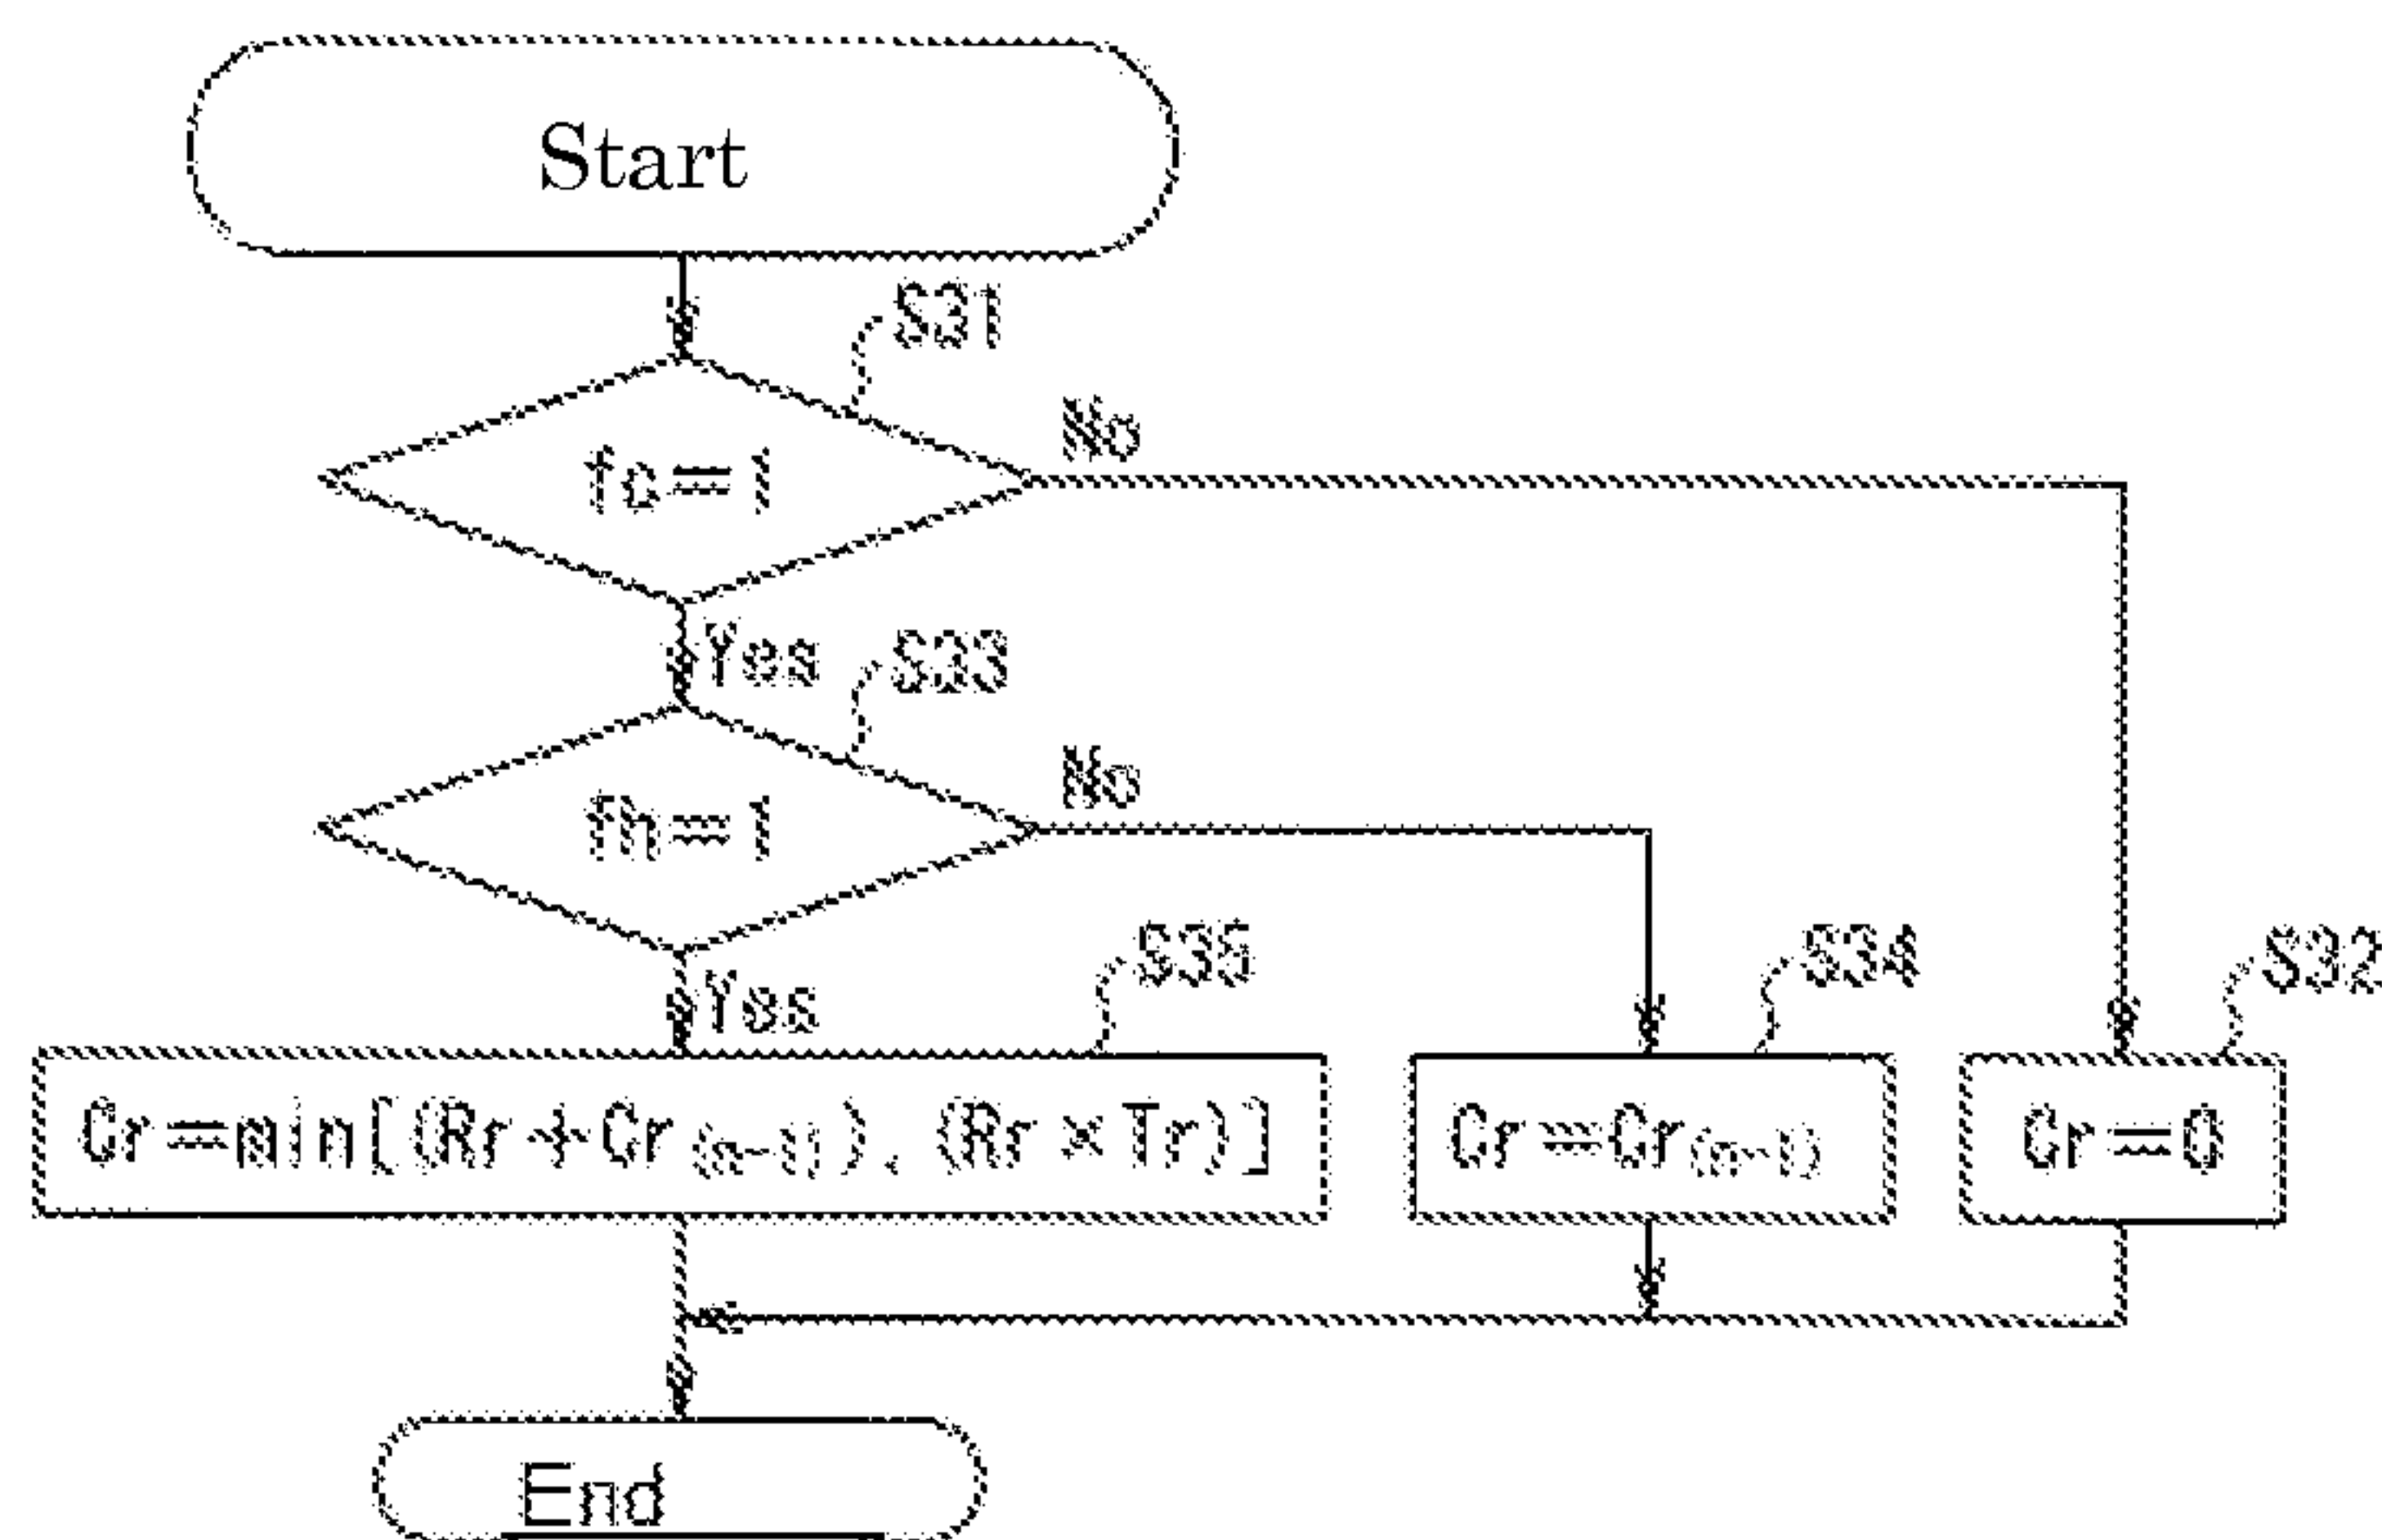 Start
S31
fc=1
No
Yes
S33
fh=1
No
Yes
S35
S34
S32
Cr=min[(Rr+Cr(n-1)), (Rr×Tr)]
Cr=Cr(n-1)
Cr=0
End